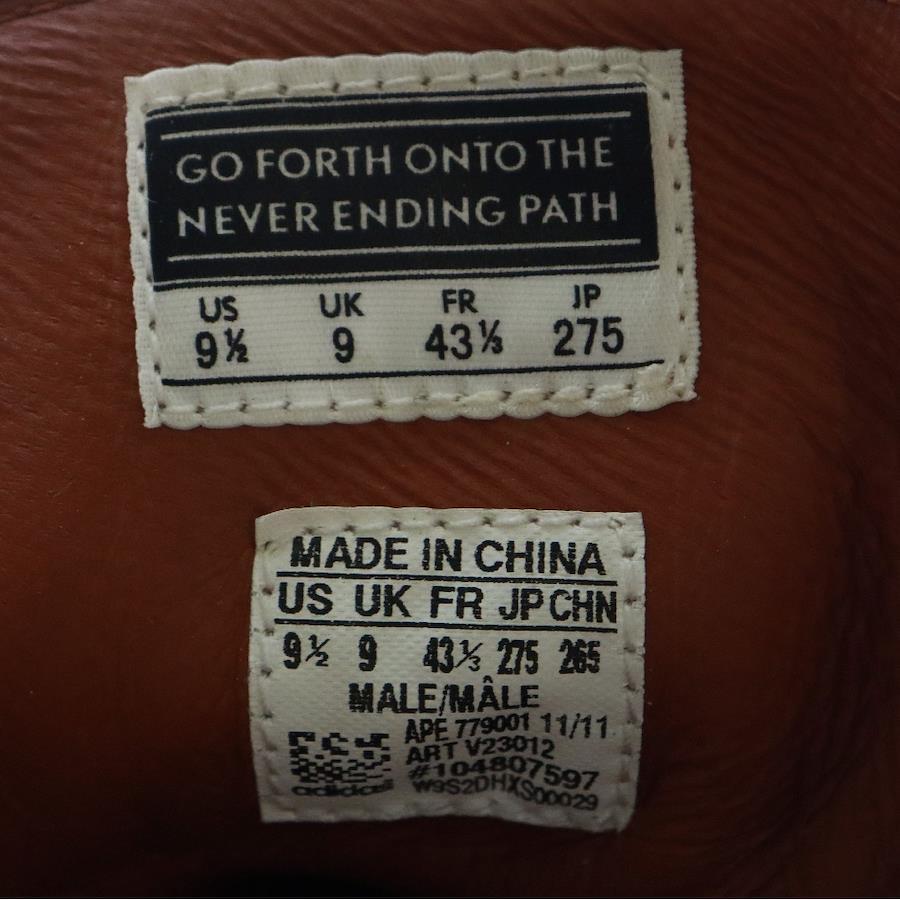 GO FORTH ONTO THE
NEVER ENDING PATH
US UK FR JP
9½ 9 43⅓ 275
MADE IN CHINA
US UK FR JP CHN
9½ 9 43⅓ 275 265
MALE/MÂLE
APE 779001 11/11
ART V23012
#104807597
W9S2DHXS00029
adidas